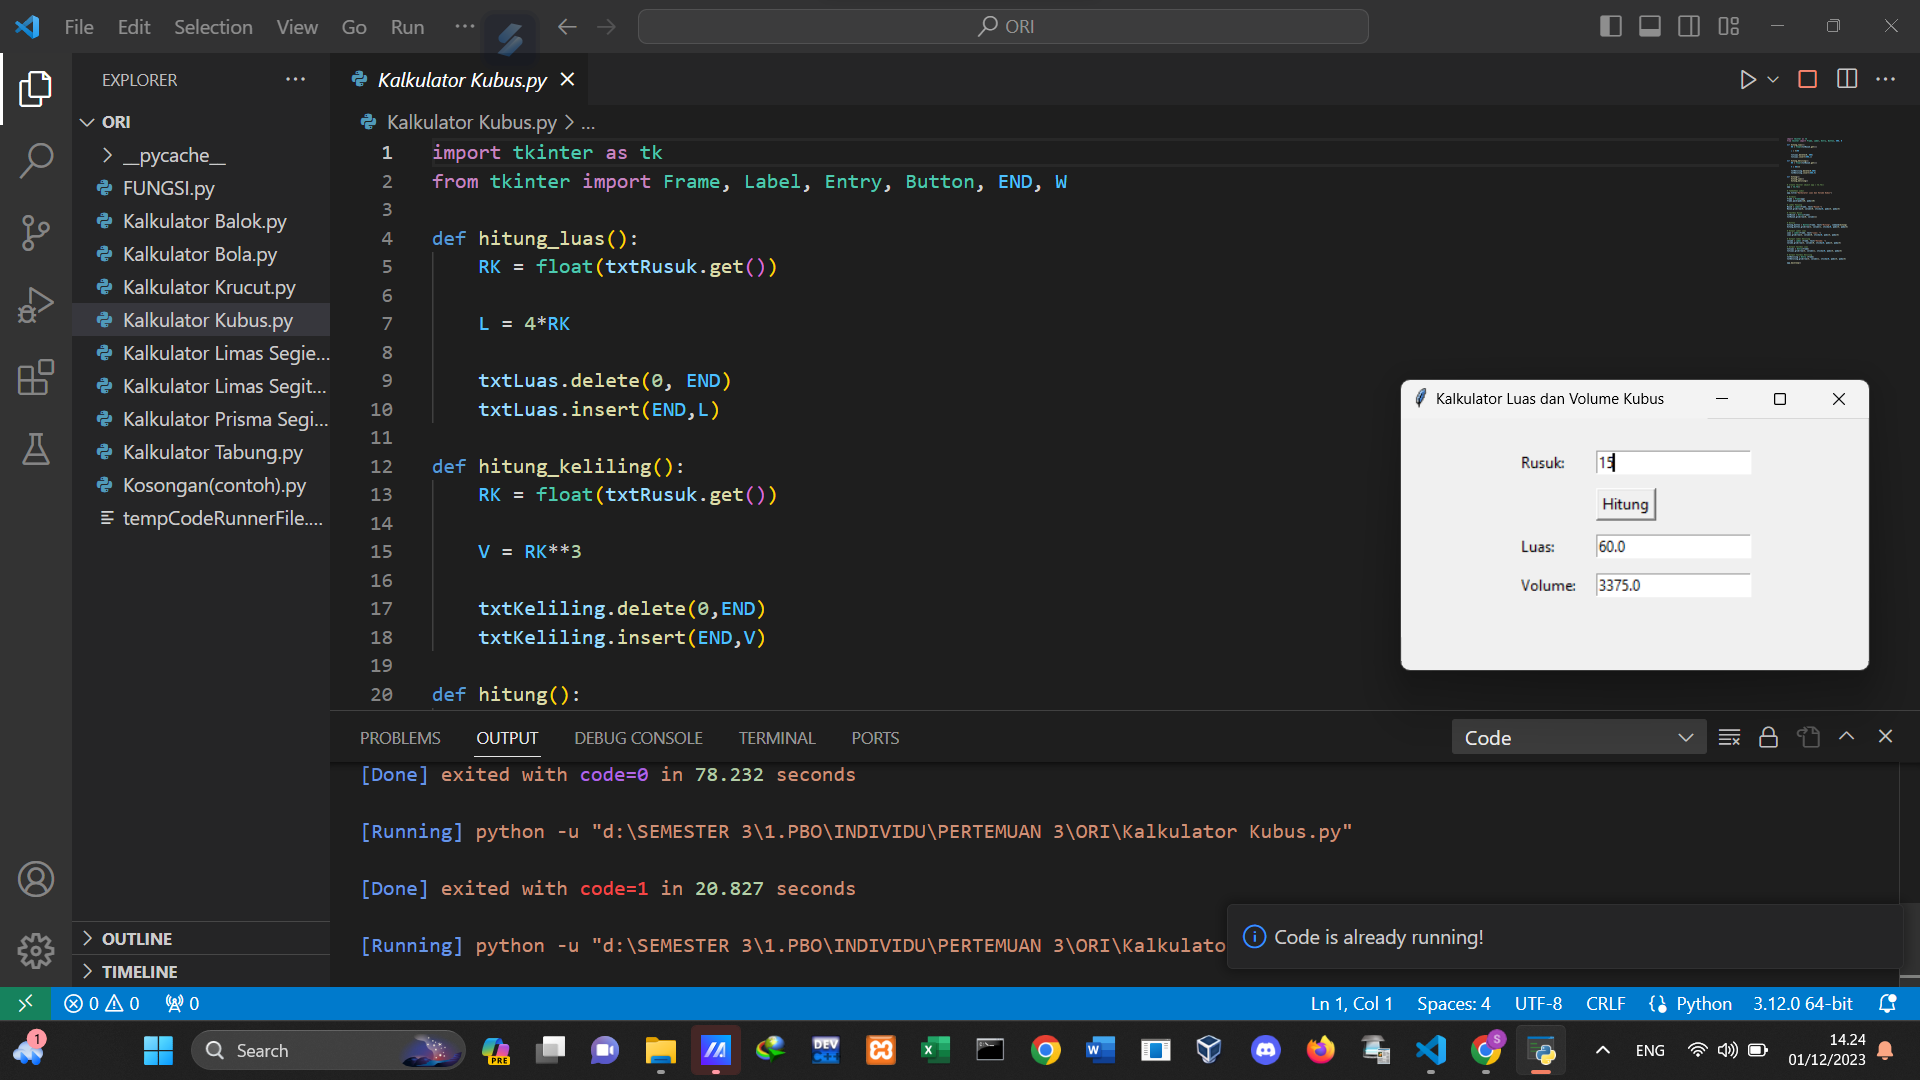 File Edit Selection View Go Run ··· ORI
EXPLORER ···
ORI
__pycache__
FUNGSI.py
Kalkulator Balok.py
Kalkulator Bola.py
Kalkulator Krucut.py
Kalkulator Kubus.py
Kalkulator Limas Segie...
Kalkulator Limas Segit...
Kalkulator Prisma Segi...
Kalkulator Tabung.py
Kosongan(contoh).py
tempCodeRunnerFile....
OUTLINE
TIMELINE
Kalkulator Kubus.py
Kalkulator Kubus.py > ...
1 import tkinter as tk
2 from tkinter import Frame, Label, Entry, Button, END, W
3
4 def hitung_luas():
5 RK = float(txtRusuk.get())
6
7 L = 4*RK
8
9 txtLuas.delete(0, END)
10 txtLuas.insert(END,L)
11
12 def hitung_keliling():
13 RK = float(txtRusuk.get())
14
15 V = RK**3
16
17 txtKeliling.delete(0,END)
18 txtKeliling.insert(END,V)
19
20 def hitung():
Kalkulator Luas dan Volume Kubus
Rusuk: 15
Hitung
Luas: 60.0
Volume: 3375.0
PROBLEMS OUTPUT DEBUG CONSOLE TERMINAL PORTS Code
[Done] exited with code=0 in 78.232 seconds
[Running] python -u "d:\SEMESTER 3\1.PBO\INDIVIDU\PERTEMUAN 3\ORI\Kalkulator Kubus.py"
[Done] exited with code=1 in 20.827 seconds
[Running] python -u "d:\SEMESTER 3\1.PBO\INDIVIDU\PERTEMUAN 3\ORI\Kalkulato
Code is already running!
0 0 0 Ln 1, Col 1 Spaces: 4 UTF-8 CRLF Python 3.12.0 64-bit
1 Search PRE DEV C++ S ENG 14.24
01/12/2023